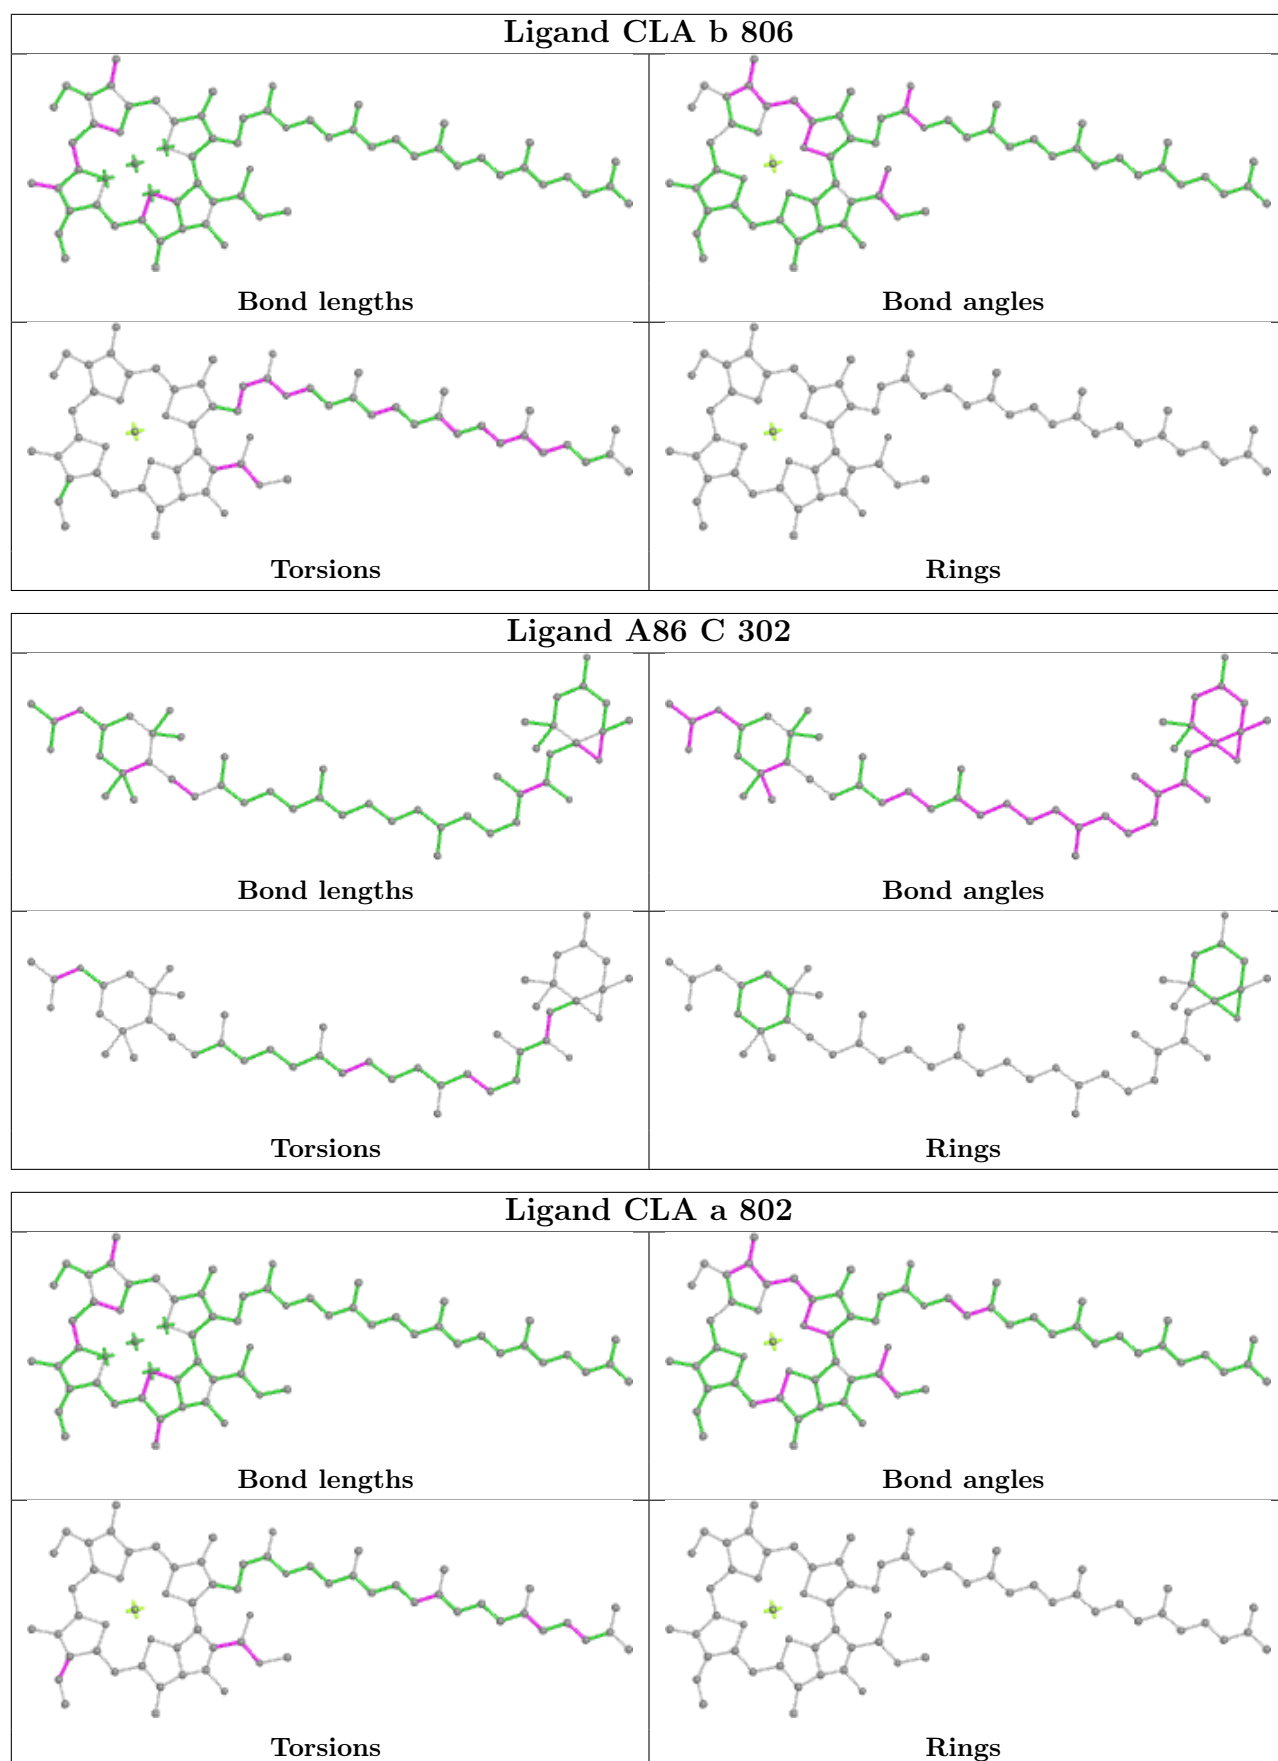 Ligand CLA b 806
Bond lengths
Bond angles
Torsions
Rings
Ligand A86 C 302
Bond lengths
Bond angles
Torsions
Rings
Ligand CLA a 802
Bond lengths
Bond angles
Torsions
Rings